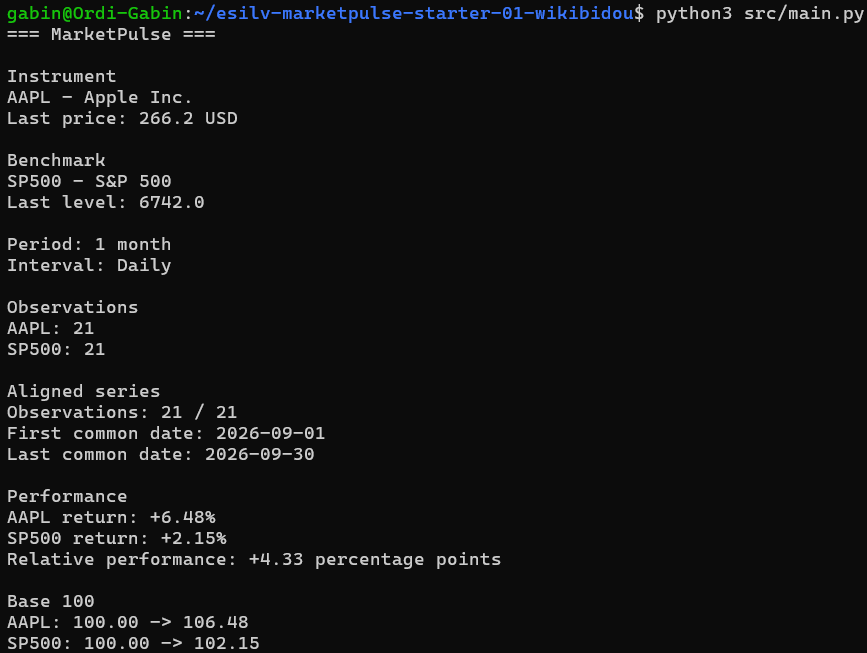 gabin@Ordi-Gabin:~/esilv-marketpulse-starter-01-wikibidou$ python3 src/main.py
=== MarketPulse ===
Instrument
AAPL - Apple Inc.
Last price: 266.2 USD
Benchmark
SP500 - S&P 500
Last level: 6742.0
Period: 1 month
Interval: Daily
Observations
AAPL: 21
SP500: 21
Aligned series
Observations: 21 / 21
First common date: 2026-09-01
Last common date: 2026-09-30
Performance
AAPL return: +6.48%
SP500 return: +2.15%
Relative performance: +4.33 percentage points
Base 100
AAPL: 100.00 -> 106.48
SP500: 100.00 -> 102.15